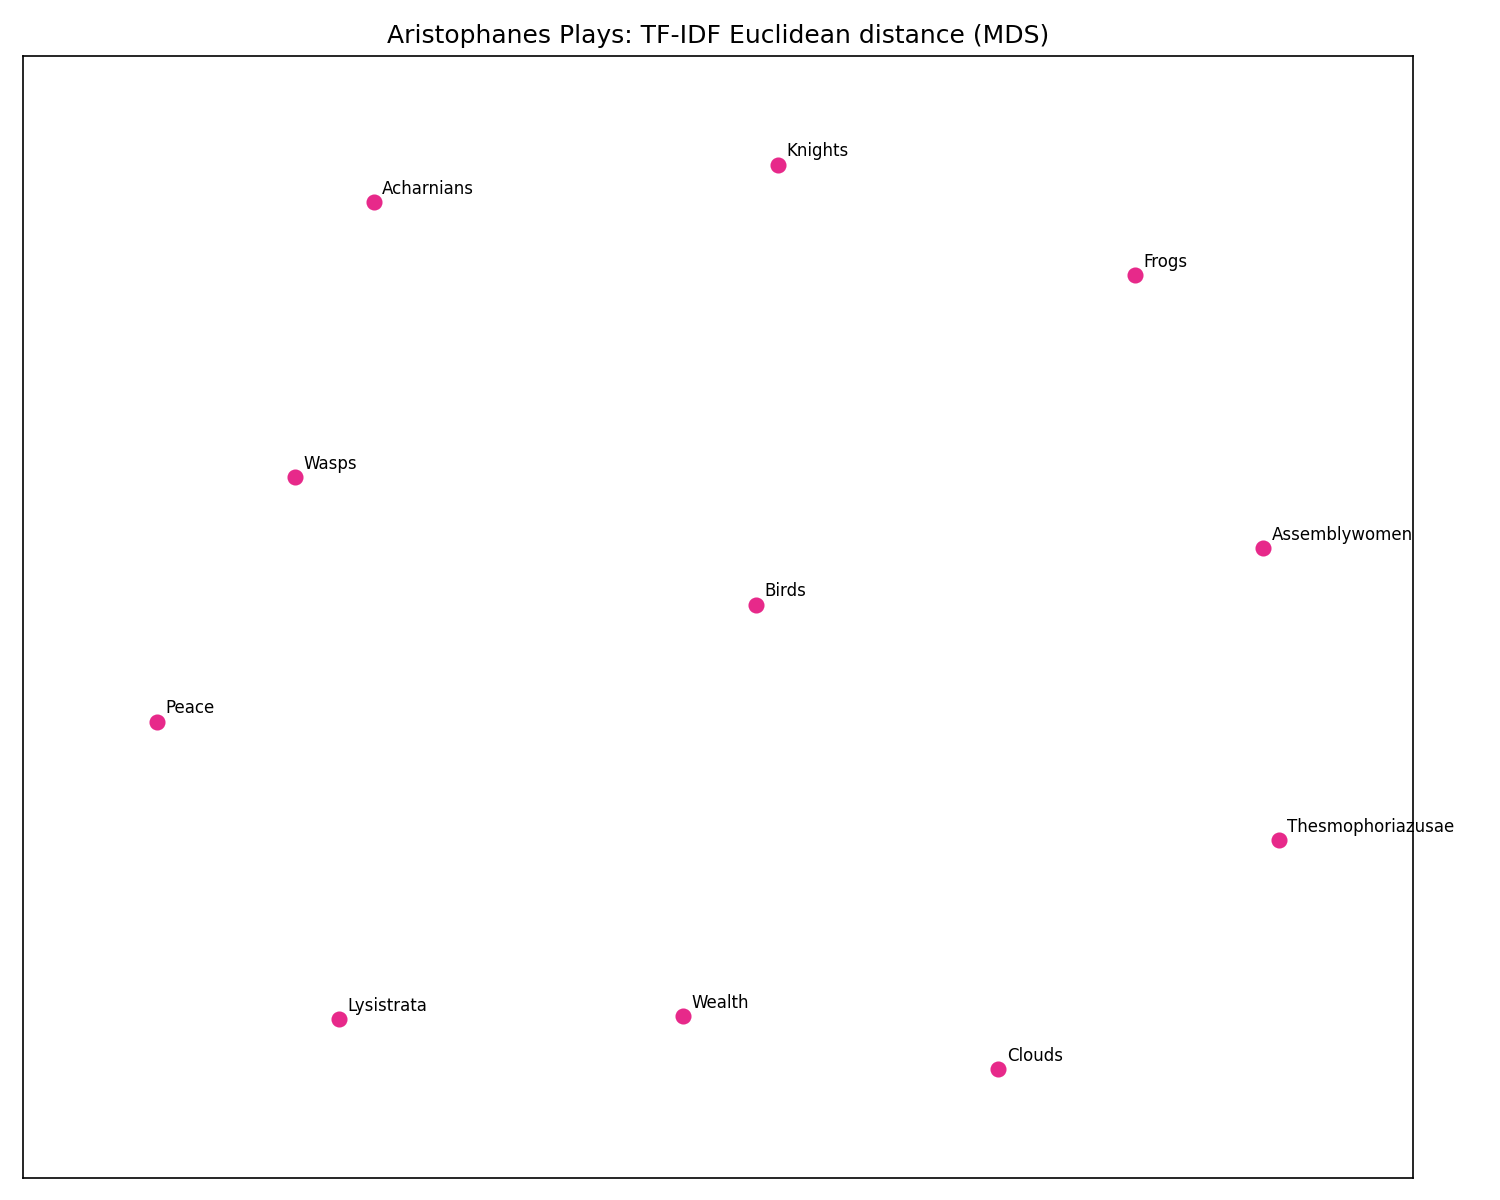 Aristophanes Plays: TF-IDF Euclidean distance (MDS)
Knights
Acharnians
Frogs
Wasps
Assemblywomen
Birds
Peace
Thesmophoriazusae
Wealth
Lysistrata
Clouds